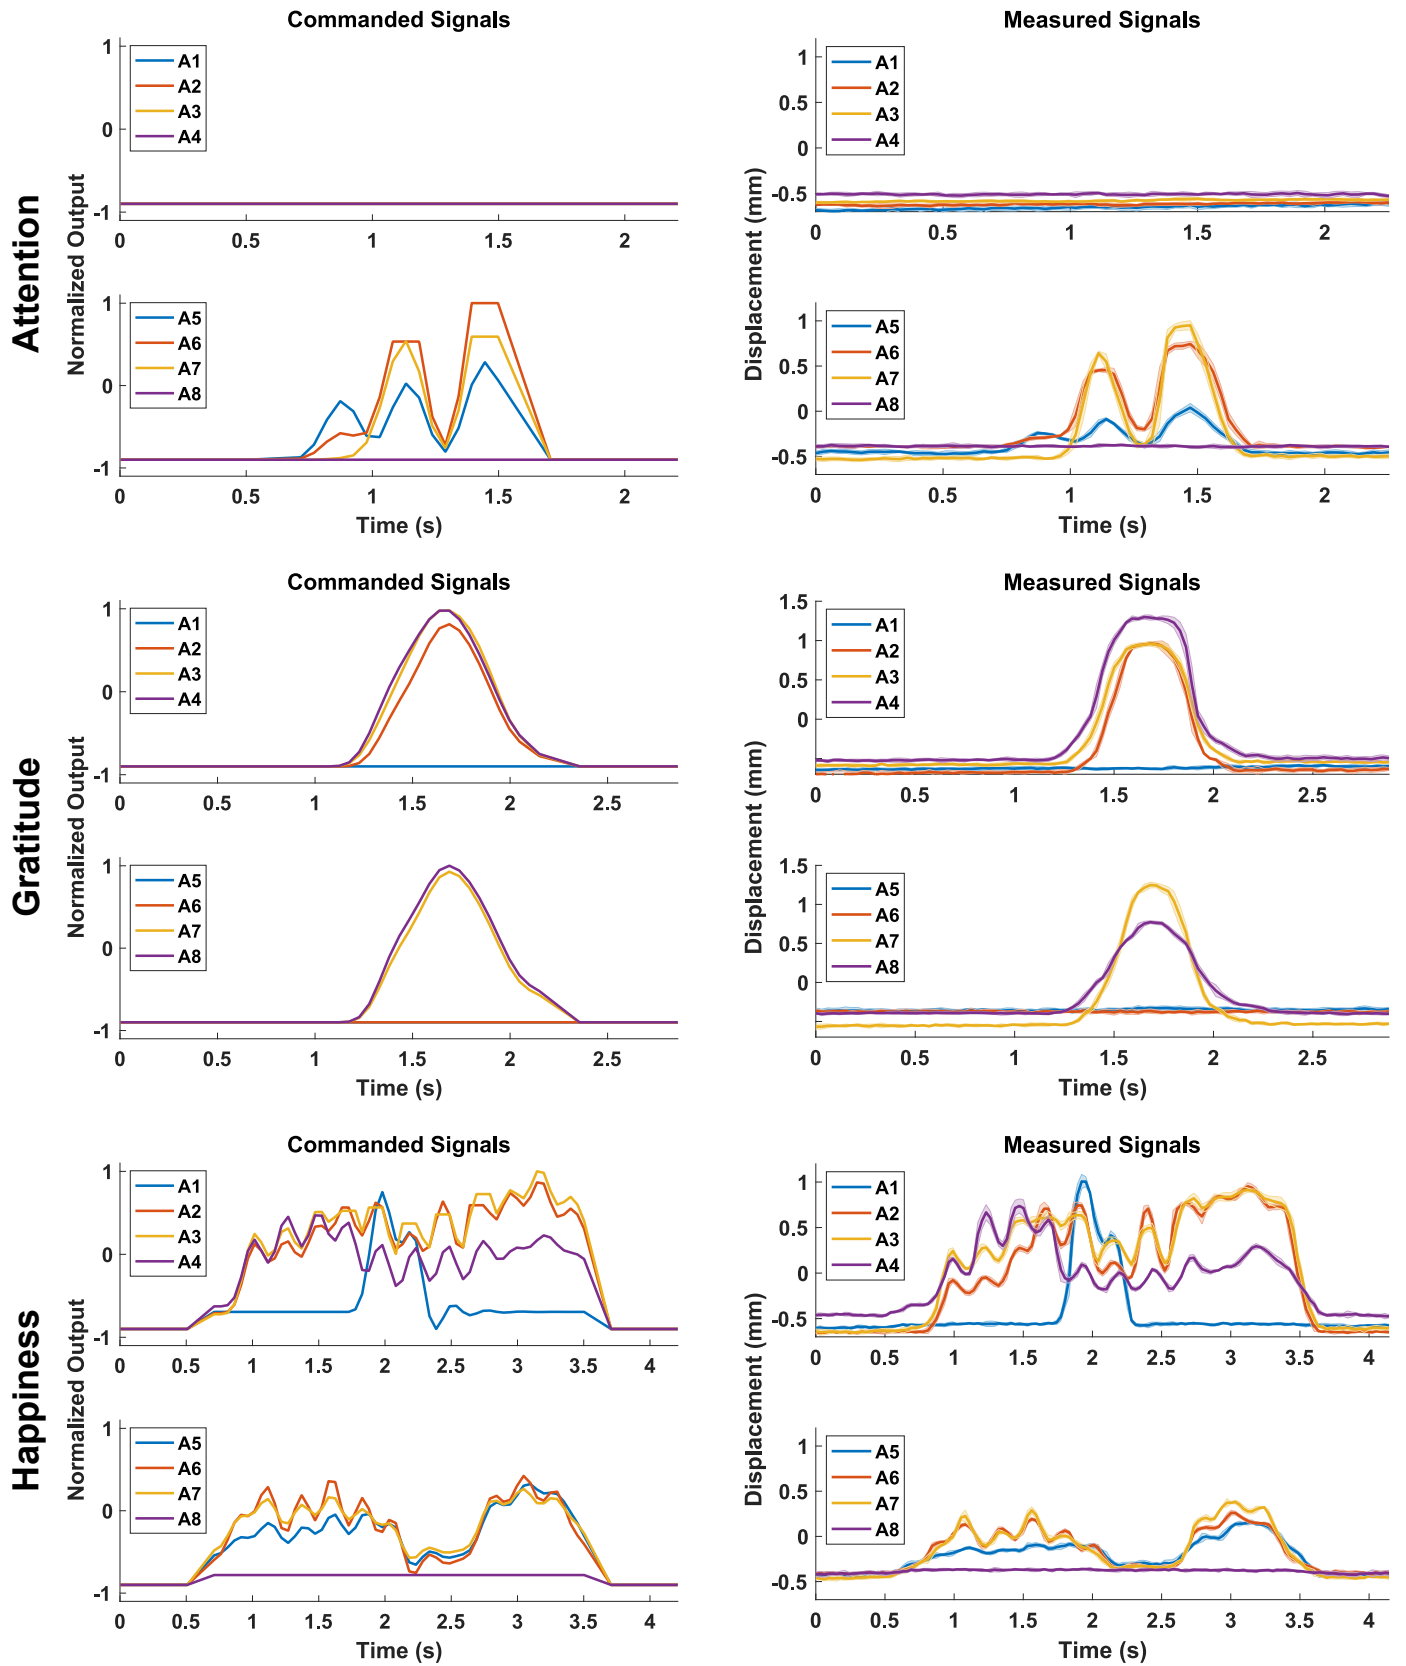 Attention
Commanded Signals
Normalized Output
1
0
-1
A1
A2
A3
A4
0 0.5 1 1.5 2
1
0
-1
A5
A6
A7
A8
0 0.5 1 1.5 2
Time (s)
Measured Signals
Displacement (mm)
1
0.5
0
-0.5
A1
A2
A3
A4
0 0.5 1 1.5 2
1
0.5
0
-0.5
A5
A6
A7
A8
0 0.5 1 1.5 2
Time (s)
Gratitude
Commanded Signals
Normalized Output
1
0
-1
A1
A2
A3
A4
0 0.5 1 1.5 2 2.5
1
0
-1
A5
A6
A7
A8
0 0.5 1 1.5 2 2.5
Time (s)
Measured Signals
Displacement (mm)
1.5
1
0.5
0
A1
A2
A3
A4
0 0.5 1 1.5 2 2.5
1.5
1
0.5
0
A5
A6
A7
A8
0 0.5 1 1.5 2 2.5
Time (s)
Happiness
Commanded Signals
Normalized Output
1
0
-1
A1
A2
A3
A4
0 0.5 1 1.5 2 2.5 3 3.5 4
1
0
-1
A5
A6
A7
A8
0 0.5 1 1.5 2 2.5 3 3.5 4
Time (s)
Measured Signals
Displacement (mm)
1
0.5
0
-0.5
A1
A2
A3
A4
0 0.5 1 1.5 2 2.5 3 3.5 4
1
0.5
0
-0.5
A5
A6
A7
A8
0 0.5 1 1.5 2 2.5 3 3.5 4
Time (s)